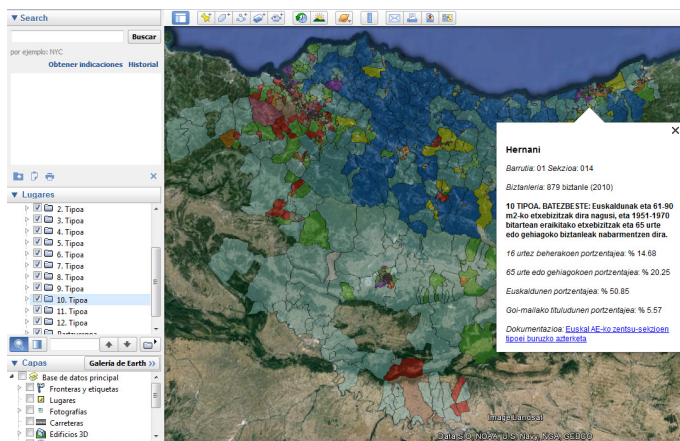 Search
Buscar
por ejemplo: NYC
Obtener indicaciones Historial
Lugares
2. Tipoa
3. Tipoa
4. Tipoa
5. Tipoa
6. Tipoa
7. Tipoa
8. Tipoa
9. Tipoa
10. Tipoa
11. Tipoa
12. Tipoa
Capas
Galería de Earth >>
Base de datos principal
Fronteras y etiquetas
Lugares
Fotografías
Carreteras
Edificios 3D
Hernani
Barrutia: 01 Sekzioa: 014
Biztanleria: 879 biztanle (2010)
10 TIPOA. BATEZBESTE: Euskaldunak eta 61-90
m2-ko etxebizitzak dira nagusi, eta 1951-1970
bitartean eraikitako etxebizitzak eta 65 urte
edo gehiagoko biztanleak nabarmentzen dira.
16 urtez beherakoen portzentajea: % 14.68
65 urte edo gehiagokoen portzentajea: % 20.25
Euskaldunen portzentajea: % 50.85
Goi-mailako tituludunen portzentajea: % 5.57
Dokumentazioa: Euskal AE-ko zentsu-sekzioen
tipoei buruzko azterketa
Image Landsat
Data SIO, NOAA, U.S. Navy, NGA, GEBCO